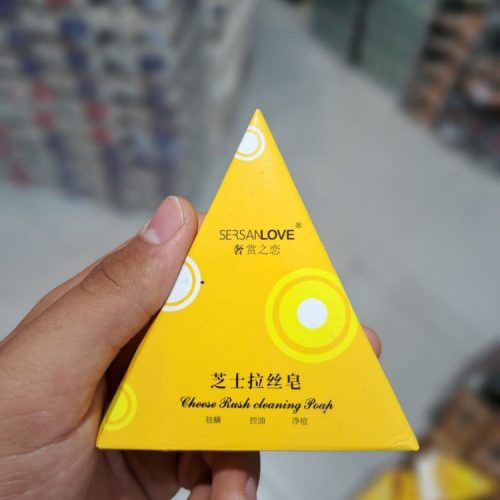 SERSANLOVE®
奢赏之恋
芝士拉丝皂
Cheese Rush cleaning Poap
祛螨 控油 净痘